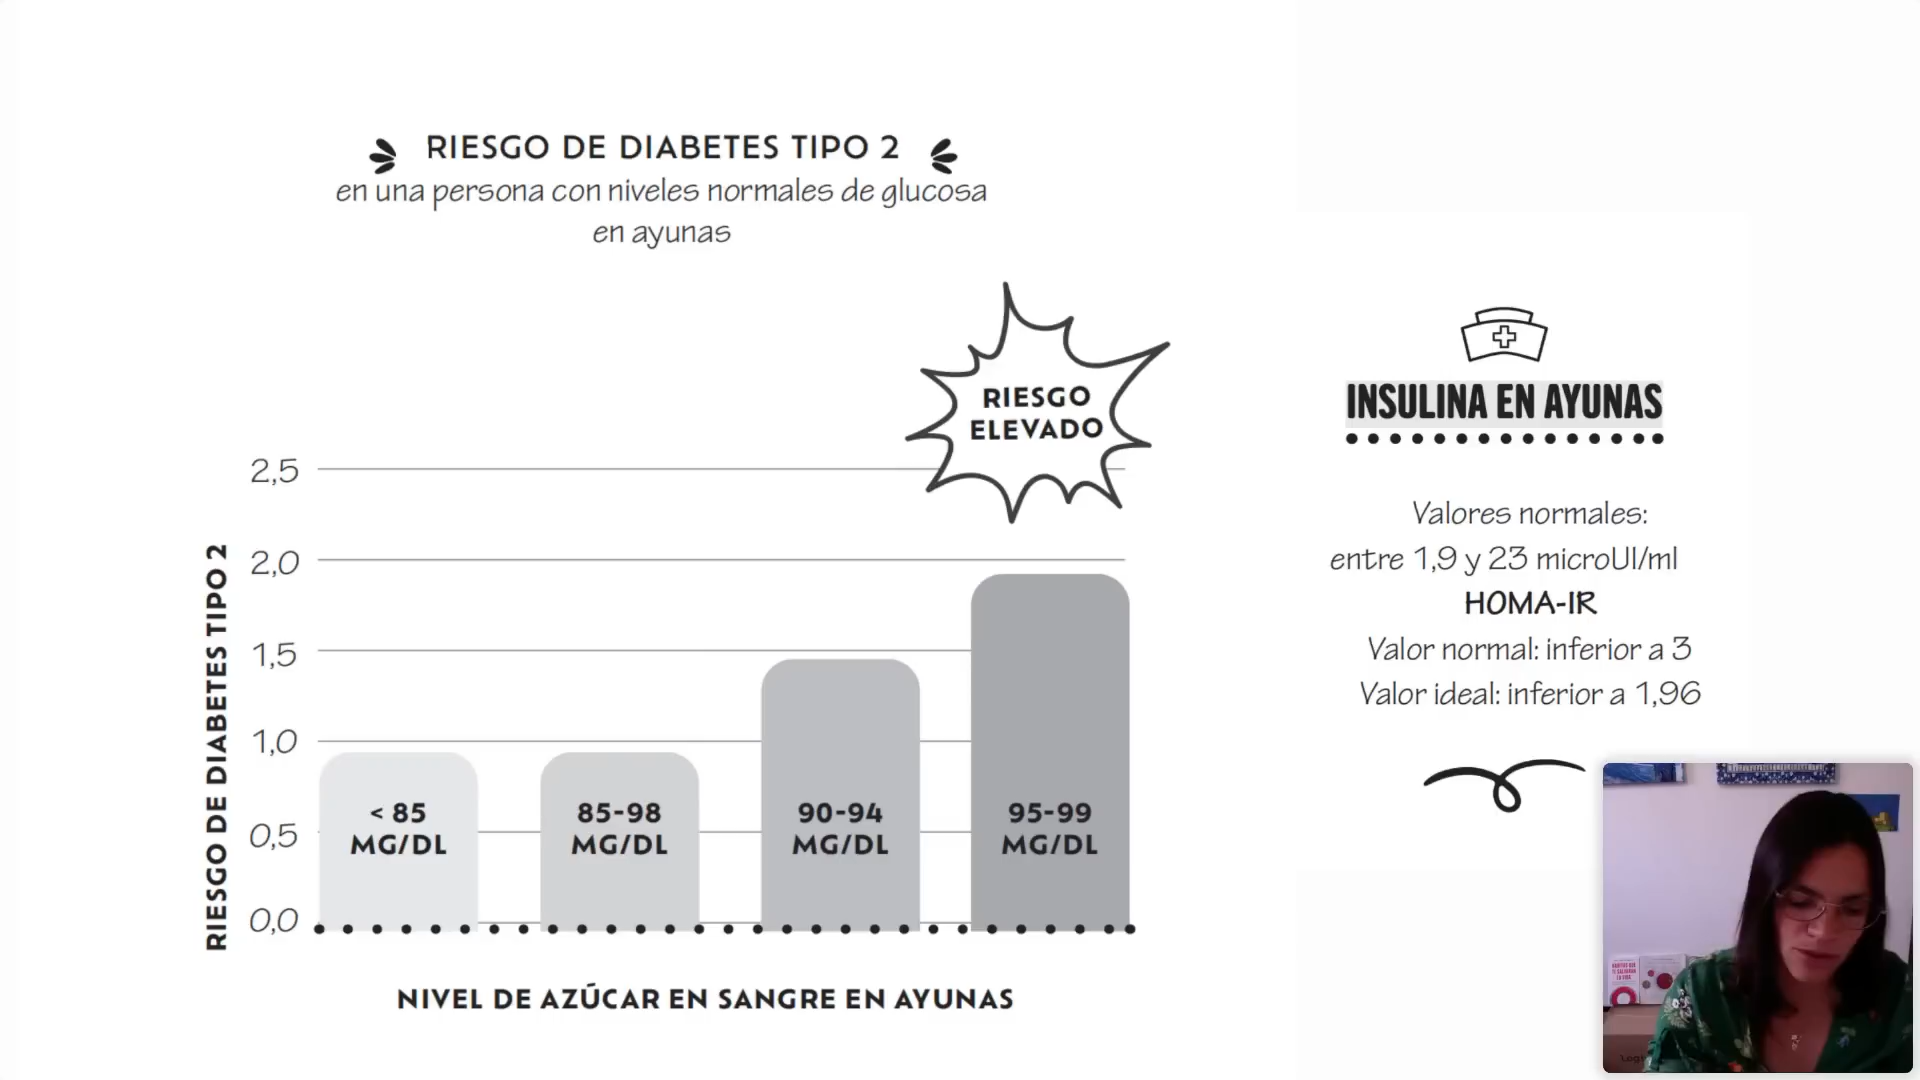 RIESGO DE DIABETES TIPO 2
en una persona con niveles normales de glucosa
en ayunas
RIESGO
ELEVADO
2,5
2,0
1,5
1,0
0,5
0,0
RIESGO DE DIABETES TIPO 2
< 85
MG/DL
85-98
MG/DL
90-94
MG/DL
95-99
MG/DL
NIVEL DE AZÚCAR EN SANGRE EN AYUNAS
INSULINA EN AYUNAS
Valores normales:
entre 1,9 y 23 microUI/ml
HOMA-IR
Valor normal: inferior a 3
Valor ideal: inferior a 1,96